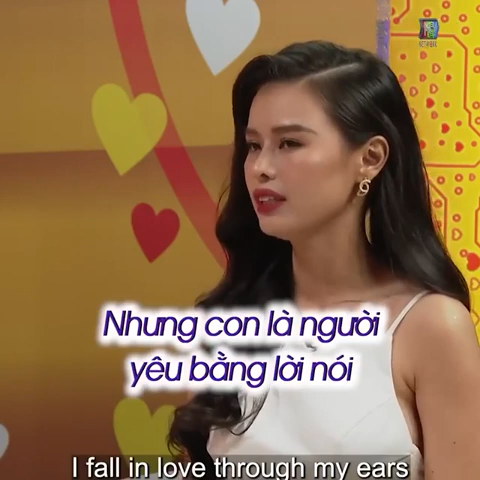 Nhưng con là người
yêu bằng lời nói
I fall in love through my ears